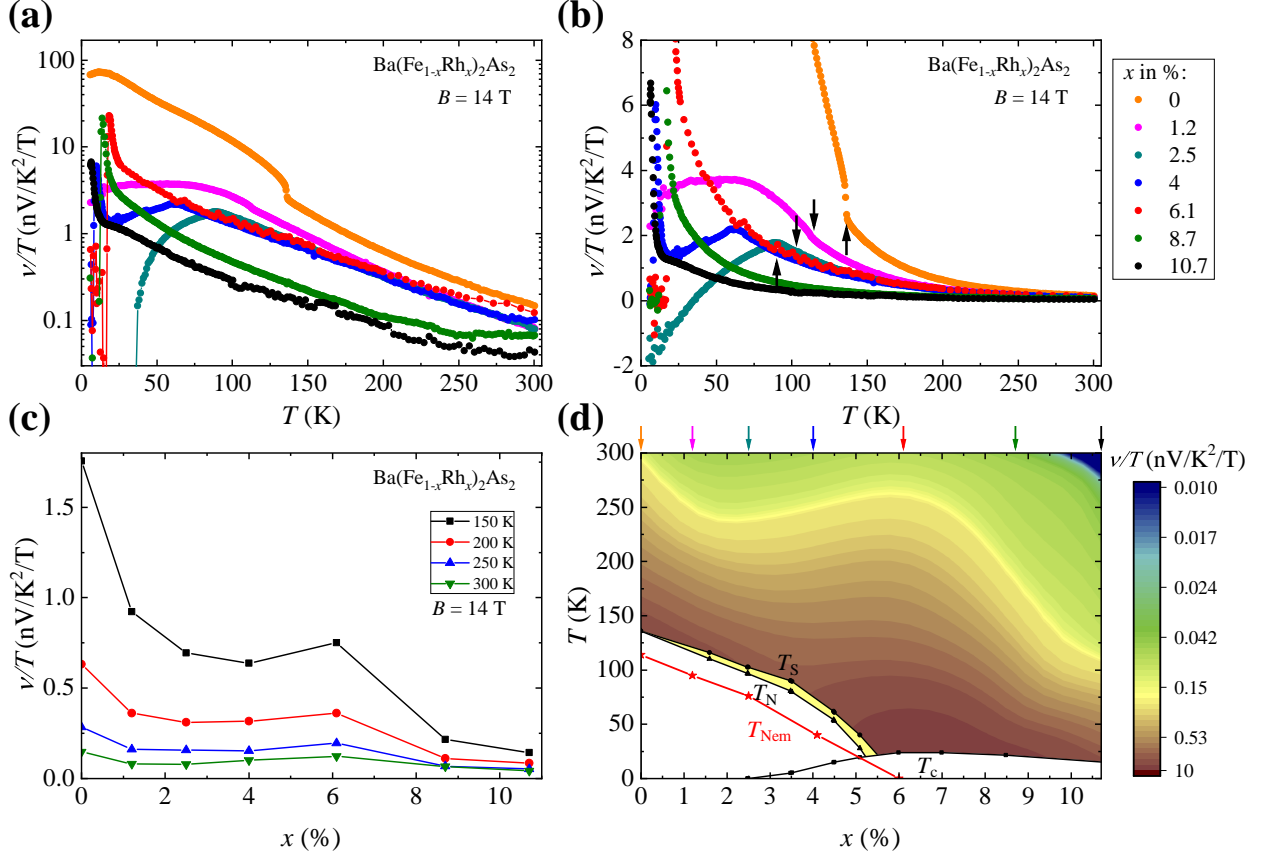 (a)
ν/T (nV/K²/T)
100
10
1
0.1
Ba(Fe₁₋ₓRhₓ)₂As₂
B = 14 T
0 50 100 150 200 250 300
T (K)
(b)
ν/T (nV/K²/T)
8
6
4
2
0
-2
Ba(Fe₁₋ₓRhₓ)₂As₂
B = 14 T
0 50 100 150 200 250 300
T (K)
x in %:
0
1.2
2.5
4
6.1
8.7
10.7
(c)
ν/T (nV/K²/T)
1.5
1.0
0.5
0.0
Ba(Fe₁₋ₓRhₓ)₂As₂
150 K
200 K
250 K
300 K
B = 14 T
0 2 4 6 8 10
x (%)
(d)
T (K)
300
250
200
150
100
50
0
T_S
T_N
T_Nem
T_c
0 1 2 3 4 5 6 7 8 9 10
x (%)
ν/T (nV/K²/T)
0.010
0.017
0.024
0.042
0.15
0.53
10